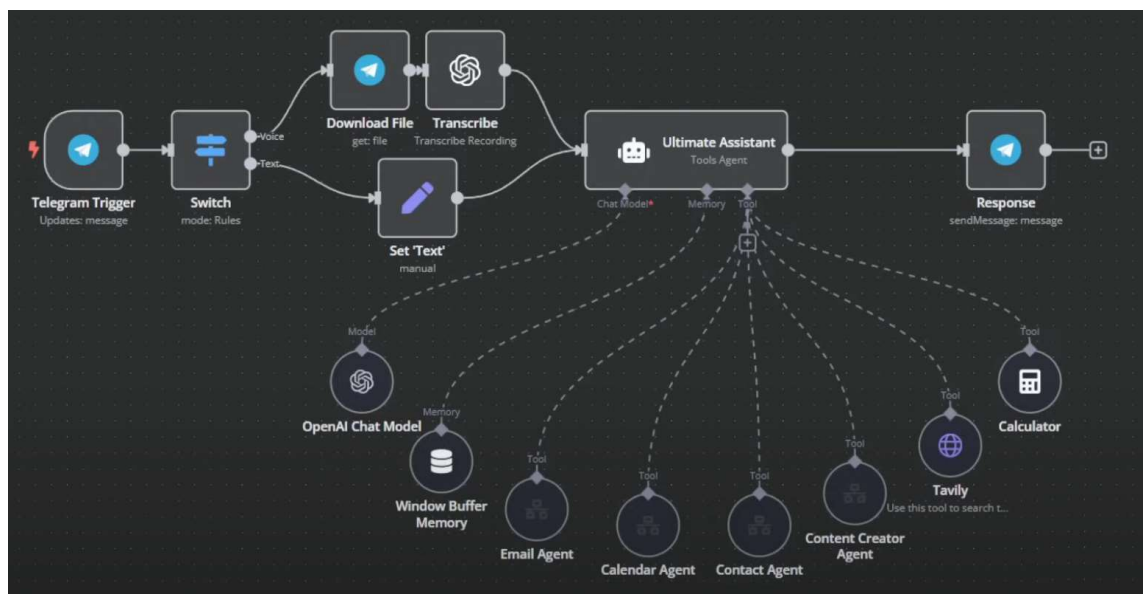 Voice
Text
Download File
get: file
Transcribe
Transcribe Recording
Telegram Trigger
Updates: message
Switch
mode: Rules
Set 'Text'
manual
Ultimate Assistant
Tools Agent
Chat Model*
Memory
Tool
Response
sendMessage: message
Model
OpenAI Chat Model
Memory
Window Buffer
Memory
Tool
Email Agent
Tool
Calendar Agent
Tool
Contact Agent
Tool
Content Creator
Agent
Tool
Tavily
Use this tool to search t...
Tool
Calculator